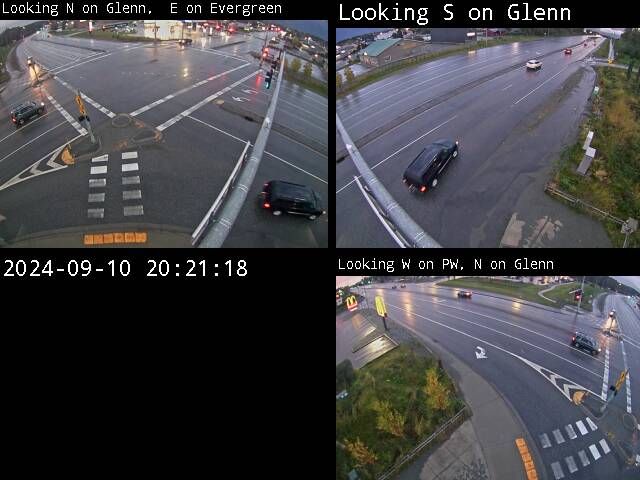 Looking N on Glenn,  E on Evergreen
Looking S on Glenn
2024-09-10 20:21:18
Looking W on PW, N on Glenn